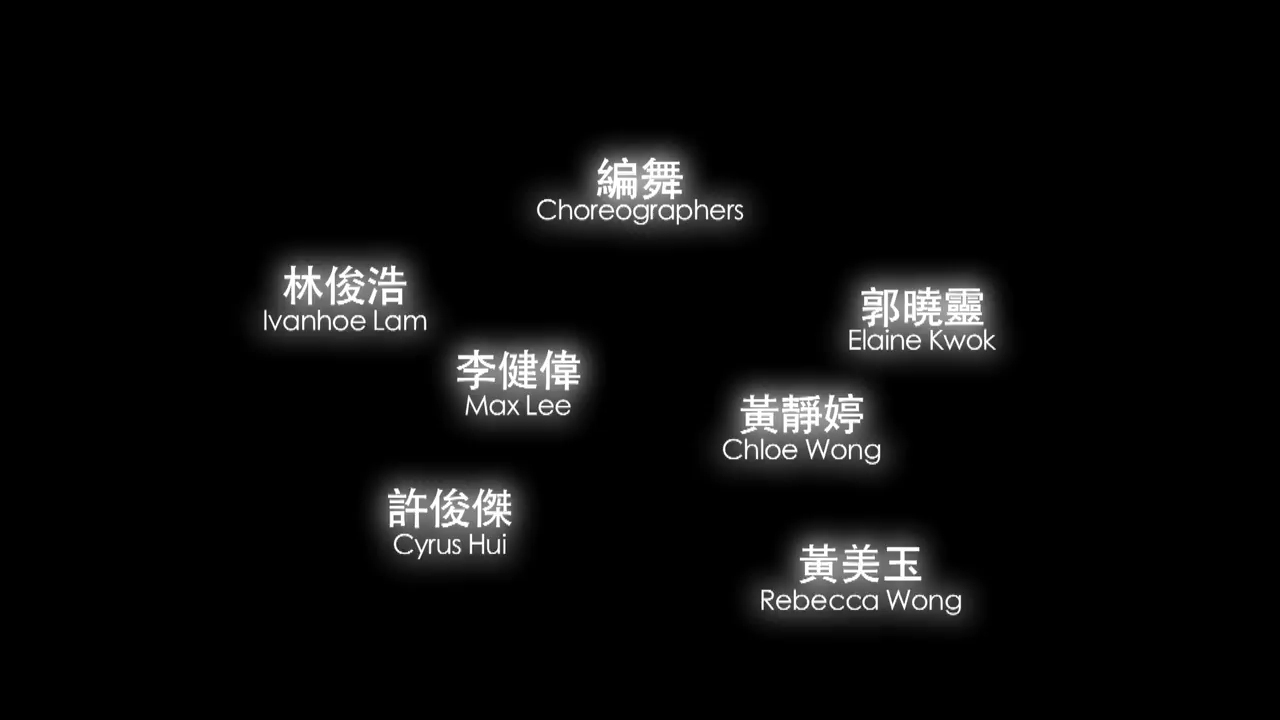 編舞
Choreographers
林俊浩
Ivanhoe Lam
郭曉靈
Elaine Kwok
李健偉
Max Lee
黃靜婷
Chloe Wong
許俊傑
Cyrus Hui
黃美玉
Rebecca Wong